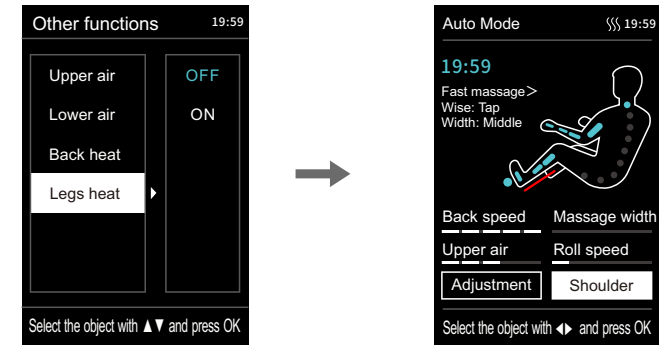 Other functions 19:59
Upper air OFF
Lower air ON
Back heat
Legs heat
Select the object with ▲▼ and press OK
Auto Mode 19:59
19:59
Fast massage>
Wise: Tap
Width: Middle
Back speed Massage width
Upper air Roll speed
Adjustment Shoulder
Select the object with ◀▶ and press OK